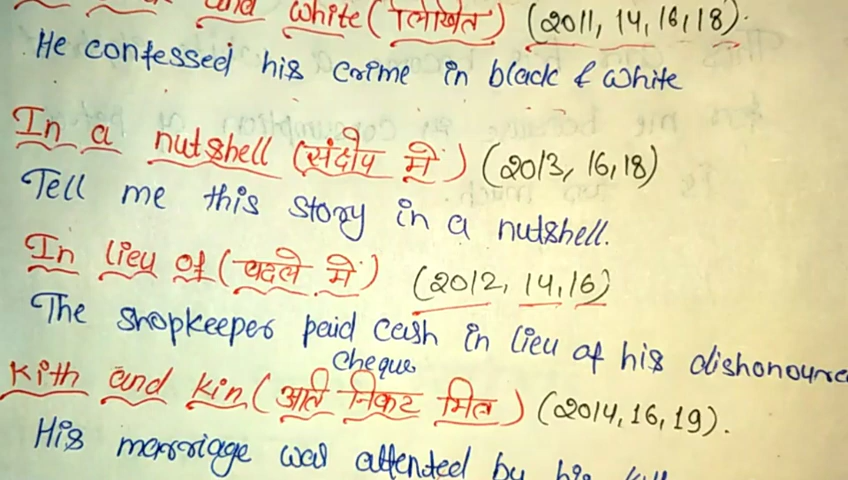 and white (लिखित) (2011, 14, 16, 18).
He confessed his crime in black & white
In a nutshell (संक्षेप में) (2013, 16, 18)
Tell me this story in a nutshell.
In lieu of (बदले में) (2012, 14, 16)
The shopkeeper paid cash in lieu of his dishonoured
cheque
Kith and kin (अति निकट मित्र) (2014, 16, 19).
His marriage was attended by his